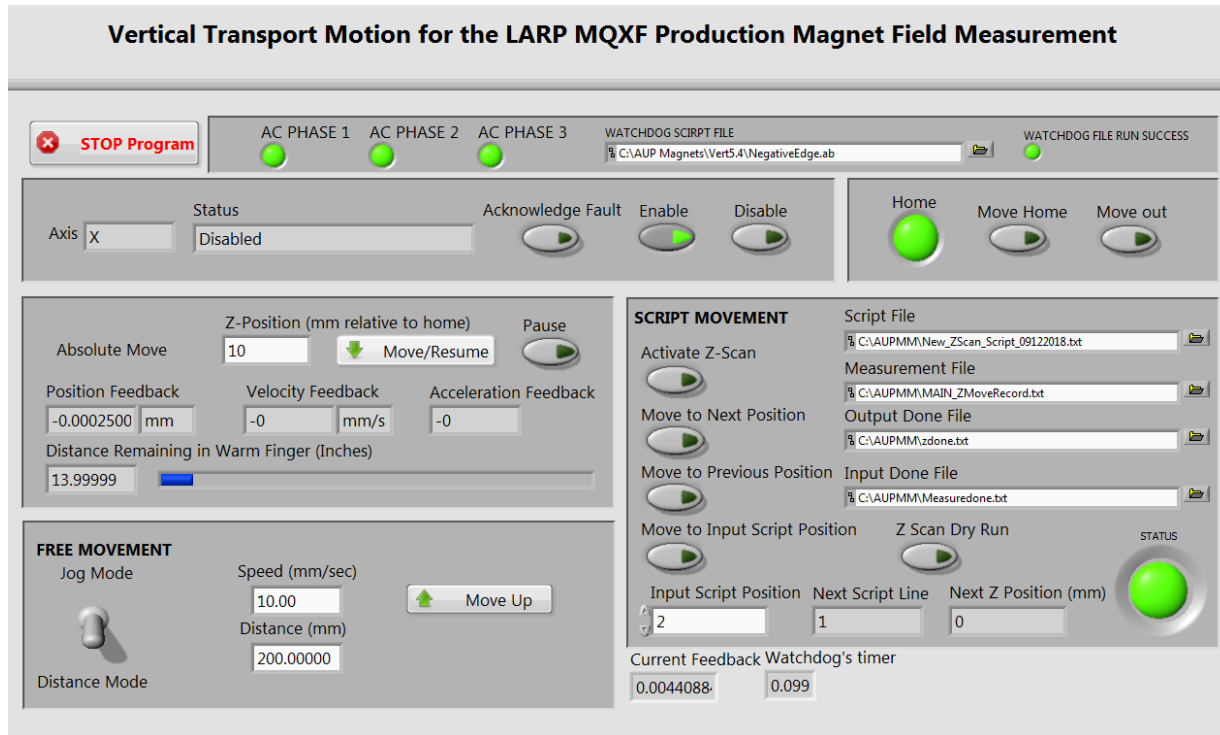 Vertical Transport Motion for the LARP MQXF Production Magnet Field Measurement
STOP Program
AC PHASE 1 AC PHASE 2 AC PHASE 3
WATCHDOG SCIRPT FILE
C:\AUP Magnets\Vert5.4\NegativeEdge.ab
WATCHDOG FILE RUN SUCCESS
Axis X
Status
Disabled
Acknowledge Fault Enable Disable
Home Move Home Move out
Absolute Move
Z-Position (mm relative to home)
10
Move/Resume
Pause
Position Feedback Velocity Feedback Acceleration Feedback
-0.0002500 mm -0 mm/s -0
Distance Remaining in Warm Finger (Inches)
13.99999
FREE MOVEMENT
Jog Mode
Distance Mode
Speed (mm/sec)
10.00
Distance (mm)
200.00000
Move Up
SCRIPT MOVEMENT
Activate Z-Scan
Move to Next Position
Move to Previous Position
Move to Input Script Position
Script File
C:\AUPMM\New_ZScan_Script_09122018.txt
Measurement File
C:\AUPMM\MAIN_ZMoveRecord.txt
Output Done File
C:\AUPMM\zdone.txt
Input Done File
C:\AUPMM\Measuredone.txt
Z Scan Dry Run
STATUS
Input Script Position Next Script Line Next Z Position (mm)
2 1 0
Current Feedback Watchdog's timer
0.0044088 0.099